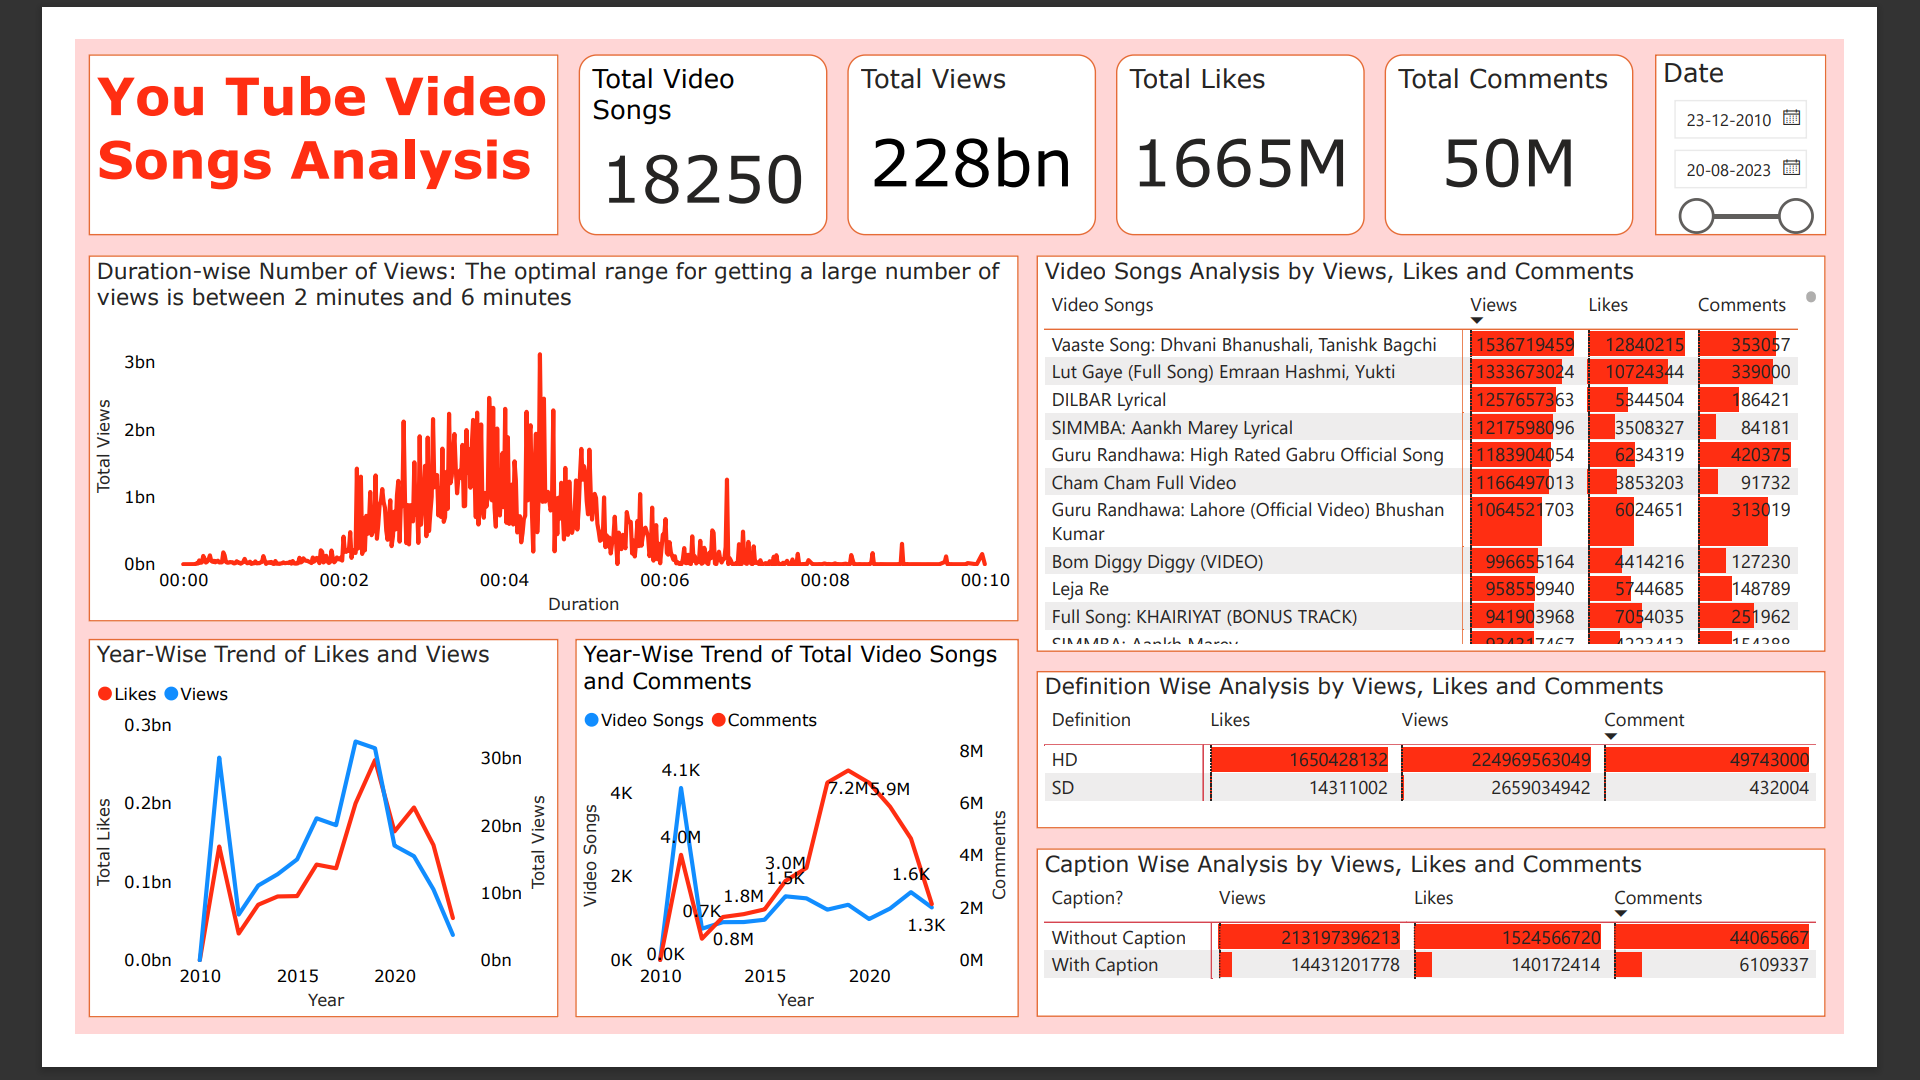 You Tube Video
Songs Analysis
Total Video
Songs
18250
Total Views
228bn
Total Likes
1665M
Total Comments
50M
Date
23-12-2010
20-08-2023
Duration-wise Number of Views: The optimal range for getting a large number of
views is between 2 minutes and 6 minutes
Total Views
3bn
2bn
1bn
0bn
00:00 00:02 00:04 00:06 00:08 00:10
Duration
Video Songs Analysis by Views, Likes and Comments
Video Songs Views Likes Comments
Vaaste Song: Dhvani Bhanushali, Tanishk Bagchi 1536719459 12840215 353057
Lut Gaye (Full Song) Emraan Hashmi, Yukti 1333673024 10724344 339000
DILBAR Lyrical 1257657363 5344504 186421
SIMMBA: Aankh Marey Lyrical 1217598096 3508327 84181
Guru Randhawa: High Rated Gabru Official Song 1183904054 6234319 420375
Cham Cham Full Video 1166497013 3853203 91732
Guru Randhawa: Lahore (Official Video) Bhushan 1064521703 6024651 313019
Kumar
Bom Diggy Diggy (VIDEO) 996655164 4414216 127230
Leja Re 958559940 5744685 148789
Full Song: KHAIRIYAT (BONUS TRACK) 941903968 7054035 251962
SIMMBA: Aankh Marey 934317467 4223413 154388
Year-Wise Trend of Likes and Views
Likes Views
Total Likes
0.3bn
0.2bn
0.1bn
0.0bn
30bn
20bn
10bn
0bn
Total Views
2010 2015 2020
Year
Year-Wise Trend of Total Video Songs
and Comments
Video Songs Comments
Video Songs
4K
2K
0K
4.1K
4.0M
0.7K
0.0K
1.8M
0.8M
3.0M
1.5K
7.2M
5.9M
1.6K
1.3K
8M
6M
4M
2M
0M
Comments
2010 2015 2020
Year
Definition Wise Analysis by Views, Likes and Comments
Definition Likes Views Comment
HD 1650428132 224969563049 49743000
SD 14311002 2659034942 432004
Caption Wise Analysis by Views, Likes and Comments
Caption? Views Likes Comments
Without Caption 213197396213 1524566720 44065667
With Caption 14431201778 140172414 6109337